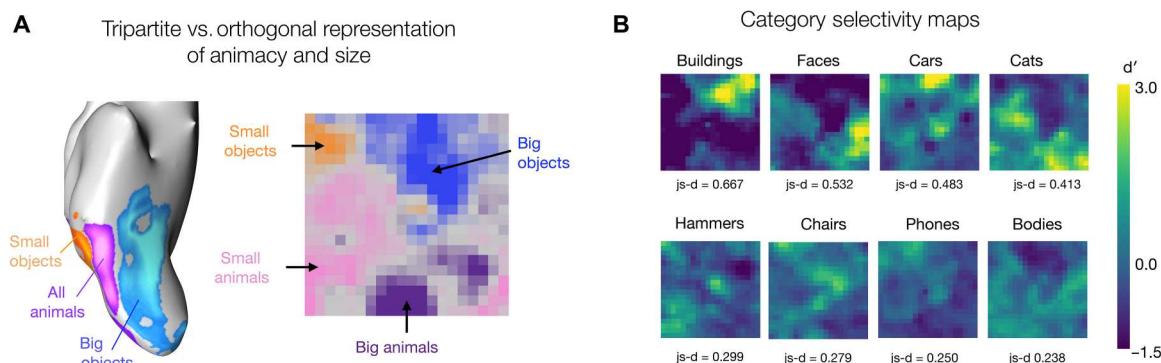 A
Tripartite vs. orthogonal representation
of animacy and size
Small
objects
All
animals
Big
objects
Small
objects
Big
objects
Small
animals
Big animals
B
Category selectivity maps
Buildings
Faces
Cars
Cats
d′
3.0
0.0
−1.5
js-d = 0.667
js-d = 0.532
js-d = 0.483
js-d = 0.413
Hammers
Chairs
Phones
Bodies
js-d = 0.299
js-d = 0.279
js-d = 0.250
js-d = 0.238